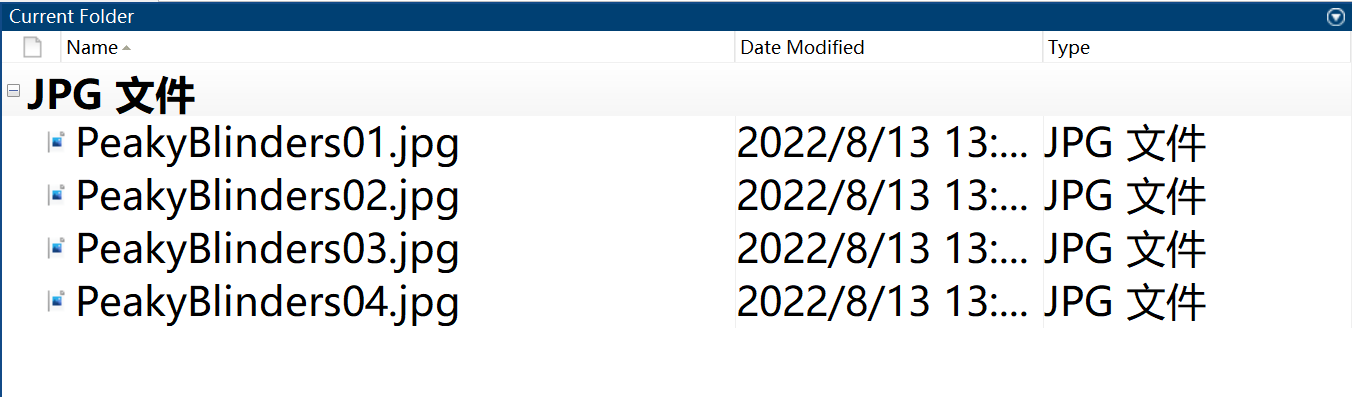 Current Folder
Name Date Modified Type
JPG 文件
PeakyBlinders01.jpg 2022/8/13 13:... JPG 文件
PeakyBlinders02.jpg 2022/8/13 13:... JPG 文件
PeakyBlinders03.jpg 2022/8/13 13:... JPG 文件
PeakyBlinders04.jpg 2022/8/13 13:... JPG 文件